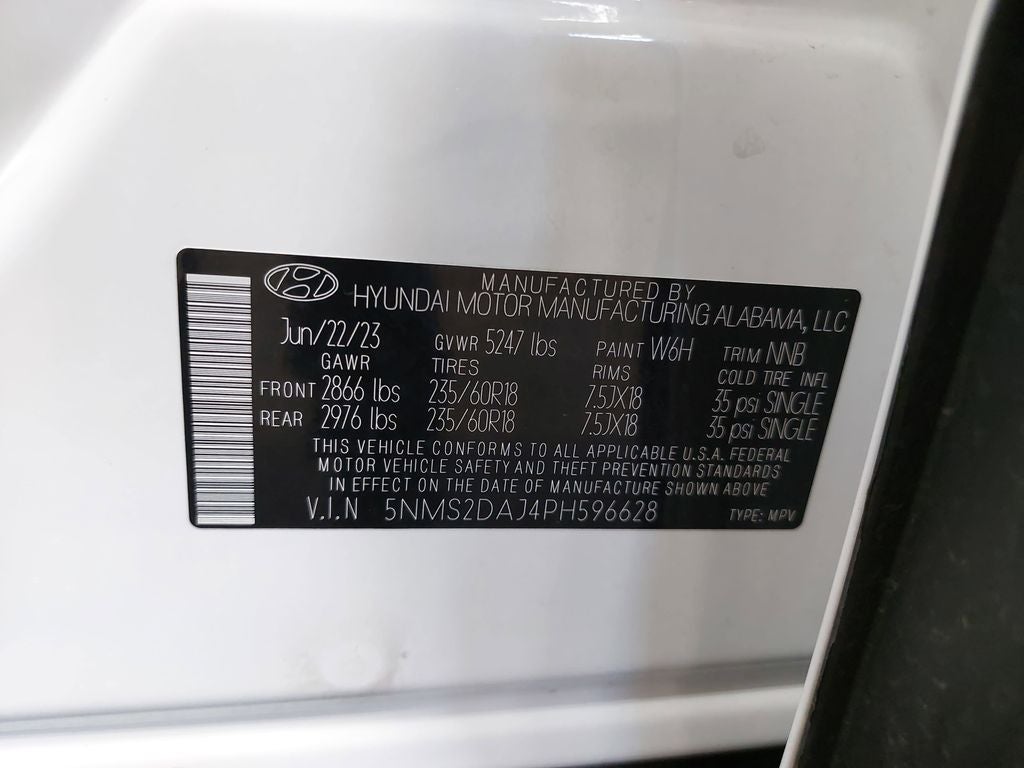 MANUFACTURED BY
HYUNDAI MOTOR MANUFACTURING ALABAMA, LLC
Jun/22/23 GVWR 5247 lbs PAINT W6H TRIM NNB
GAWR TIRES RIMS COLD TIRE INFL
FRONT 2866 lbs 235/60R18 7.5JX18 35 psi SINGLE
REAR 2976 lbs 235/60R18 7.5JX18 35 psi SINGLE
THIS VEHICLE CONFORMS TO ALL APPLICABLE U.S.A. FEDERAL
MOTOR VEHICLE SAFETY AND THEFT PREVENTION STANDARDS
IN EFFECT ON THE DATE OF MANUFACTURE SHOWN ABOVE
V.I.N 5NMS2DAJ4PH596628 TYPE: MPV